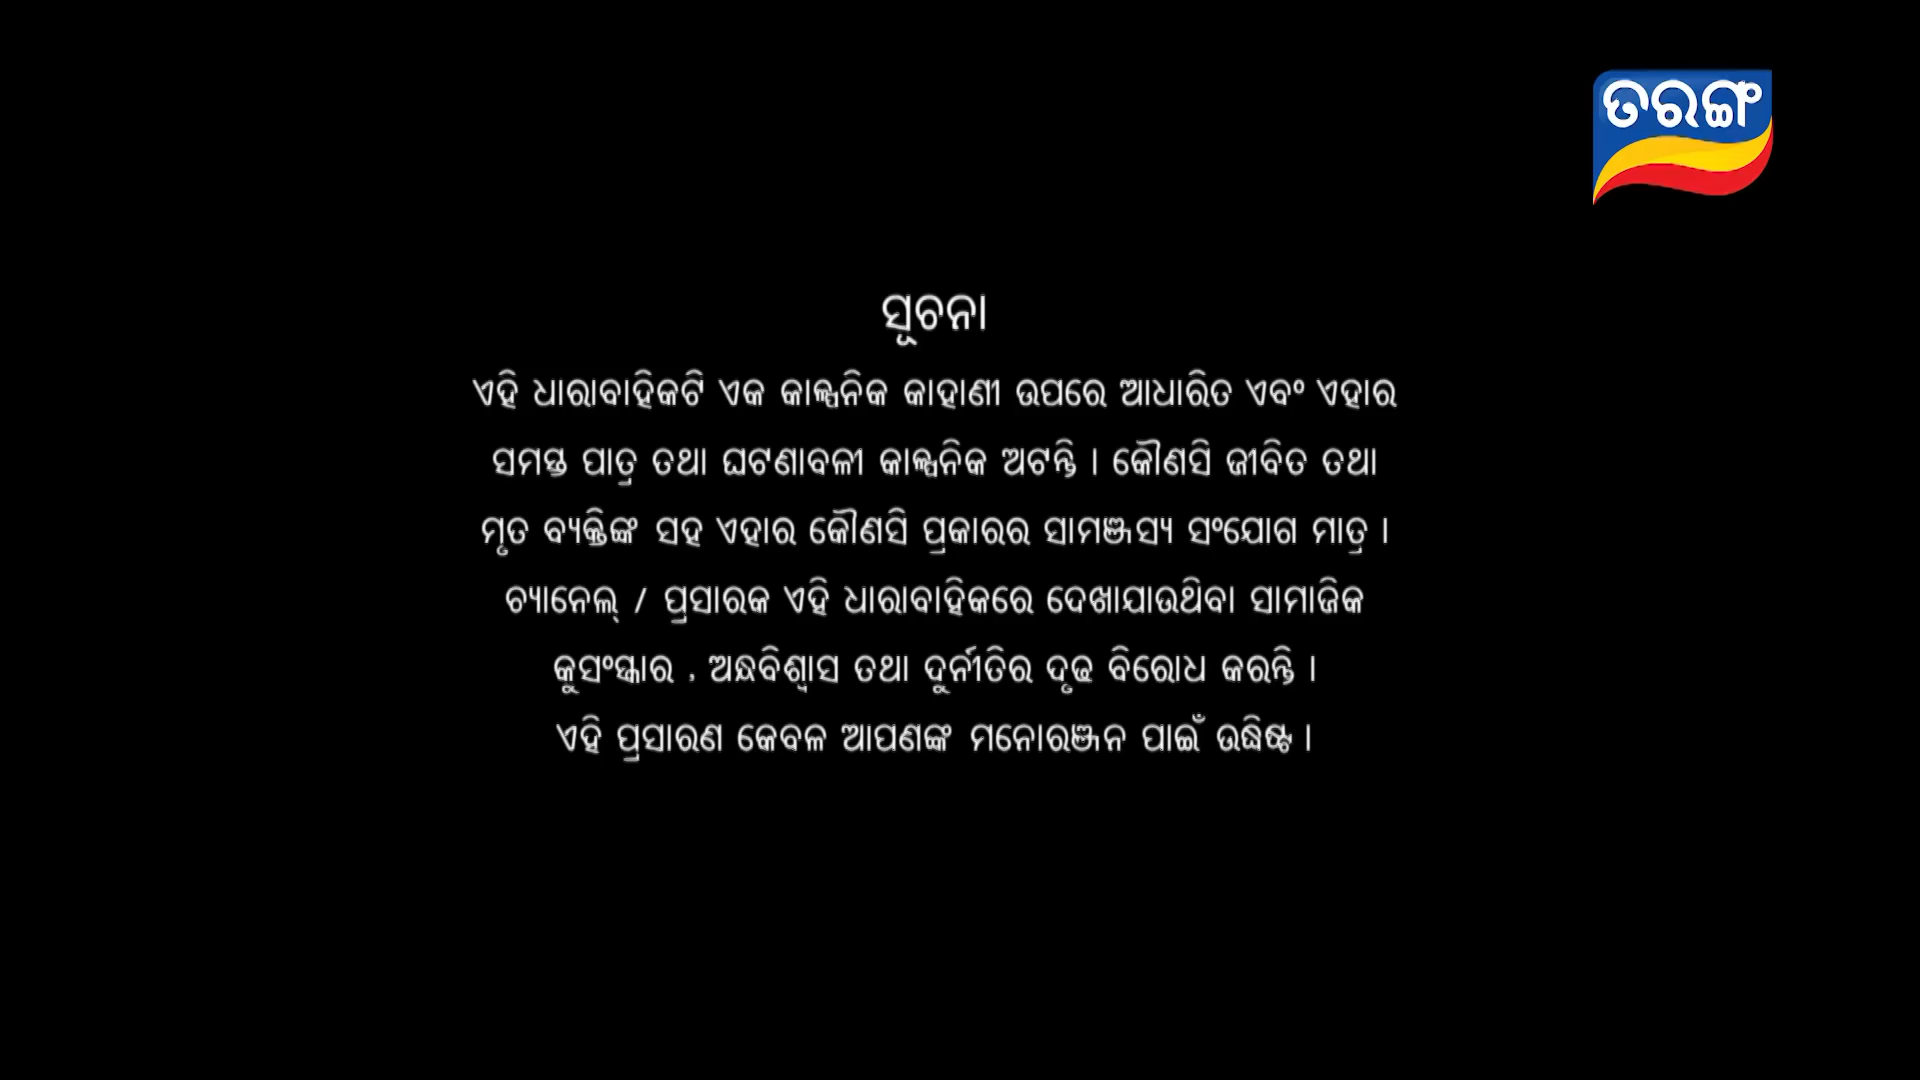 ତରଙ୍ଗ
ସୂଚନା
ଏହି ଧାରାବାହିକଟି ଏକ କାଳ୍ପନିକ କାହାଣୀ ଉପରେ ଆଧାରିତ ଏବଂ ଏହାର
ସମସ୍ତ ପାତ୍ର ତଥା ଘଟଣାବଳୀ କାଳ୍ପନିକ ଅଟନ୍ତି । କୌଣସି ଜୀବିତ ତଥା
ମୃତ ବ୍ୟକ୍ତିଙ୍କ ସହ ଏହାର କୌଣସି ପ୍ରକାରର ସାମଞ୍ଜସ୍ୟ ସଂଯୋଗ ମାତ୍ର ।
ଚ୍ୟାନେଲ୍ / ପ୍ରସାରକ ଏହି ଧାରାବାହିକରେ ଦେଖାଯାଉଥିବା ସାମାଜିକ
କୁସଂସ୍କାର , ଅନ୍ଧବିଶ୍ୱାସ ତଥା ଦୁର୍ନୀତିର ଦୃଢ ବିରୋଧ କରନ୍ତି ।
ଏହି ପ୍ରସାରଣ କେବଳ ଆପଣଙ୍କ ମନୋରଞ୍ଜନ ପାଇଁ ଉଦ୍ଧିଷ୍ଟ ।